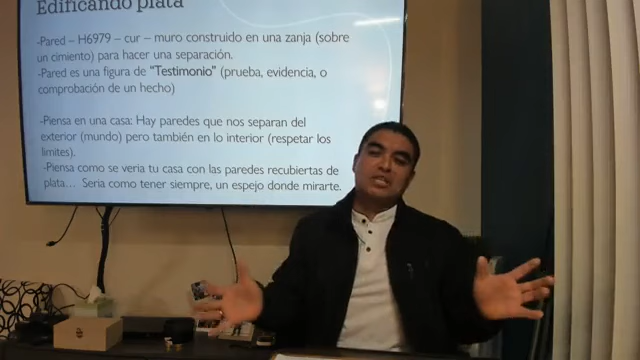 Edificando plata
-Pared – H6979 – cur – muro construido en una zanja (sobre
un cimiento) para hacer una separación.
-Pared es una figura de "Testimonio" (prueba, evidencia, o
comprobación de un hecho)
-Piensa en una casa: Hay paredes que nos separan del
exterior (mundo) pero también en lo interior (respetar los
limites).
-Piensa como se veria tu casa con las paredes recubiertas de
plata… Seria como tener siempre, un espejo donde mirarte.